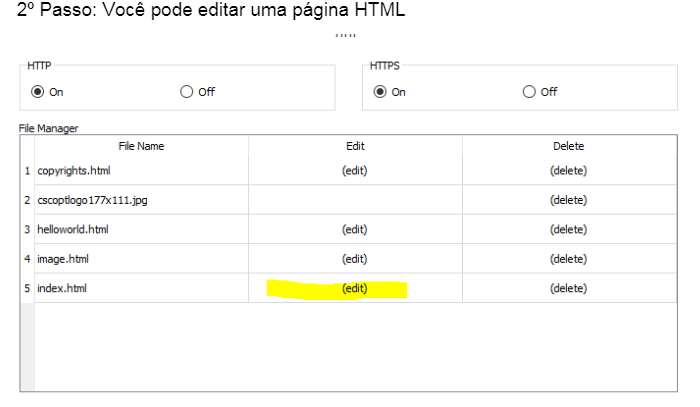 2º Passo: Você pode editar uma página HTML
HTTP HTTPS
On Off On Off
File Manager
File Name Edit Delete
1 copyrights.html (edit) (delete)
2 cscoptlogo177x111.jpg (delete)
3 helloworld.html (edit) (delete)
4 image.html (edit) (delete)
5 index.html (edit) (delete)